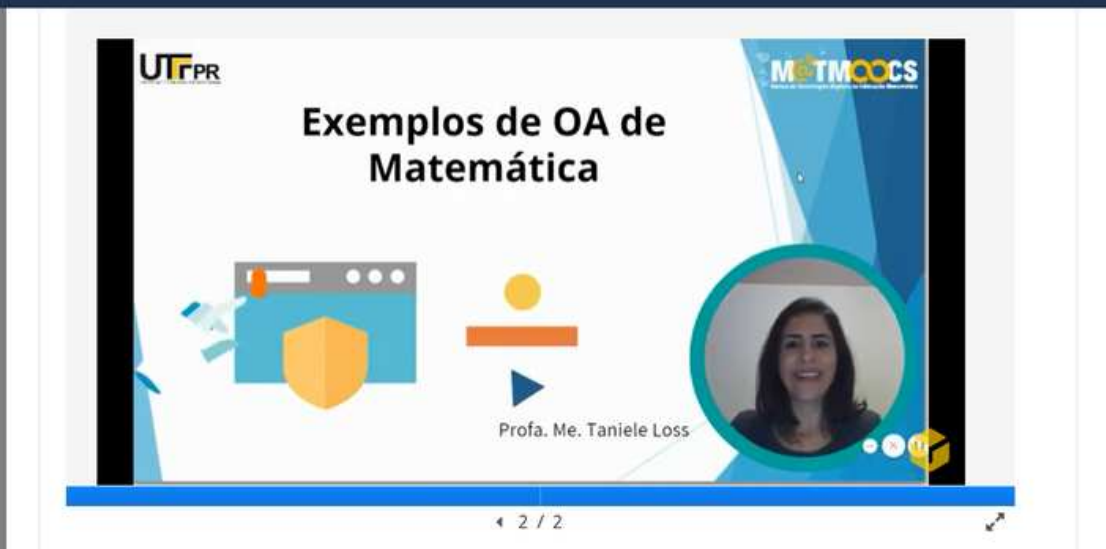 UTFPR
M@TMOOCS
Exemplos de OA de
Matemática
Profa. Me. Taniele Loss
2 / 2